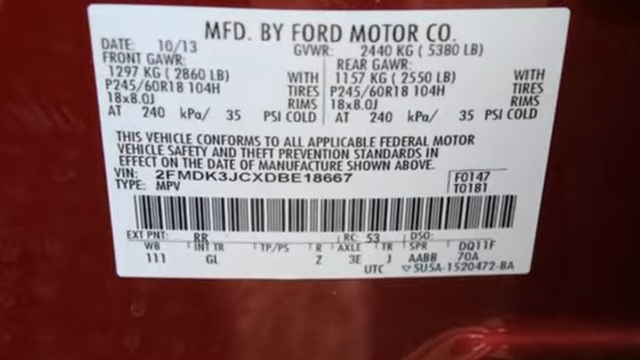 MFD. BY FORD MOTOR CO.
DATE: 10/13 GVWR: 2440 KG ( 5380 LB)
FRONT GAWR: REAR GAWR:
1297 KG ( 2860 LB) WITH 1157 KG ( 2550 LB) WITH
P245/60R18 104H TIRES P245/60R18 104H TIRES
18x8.0J RIMS 18x8.0J RIMS
AT 240 kPa/ 35 PSI COLD AT 240 kPa/ 35 PSI COLD
THIS VEHICLE CONFORMS TO ALL APPLICABLE FEDERAL MOTOR
VEHICLE SAFETY AND THEFT PREVENTION STANDARDS IN
EFFECT ON THE DATE OF MANUFACTURE SHOWN ABOVE.
VIN: 2FMDK3JCXDBE18667 F0147
TYPE: MPV T0181
EXT PNT: RR RC: 53 DSO:
WB INT TR TP/PS R AXLE TR SPR DQ11F
111 GL Z 3E J AABB 70A
UTC 5U5A-1520472-BA